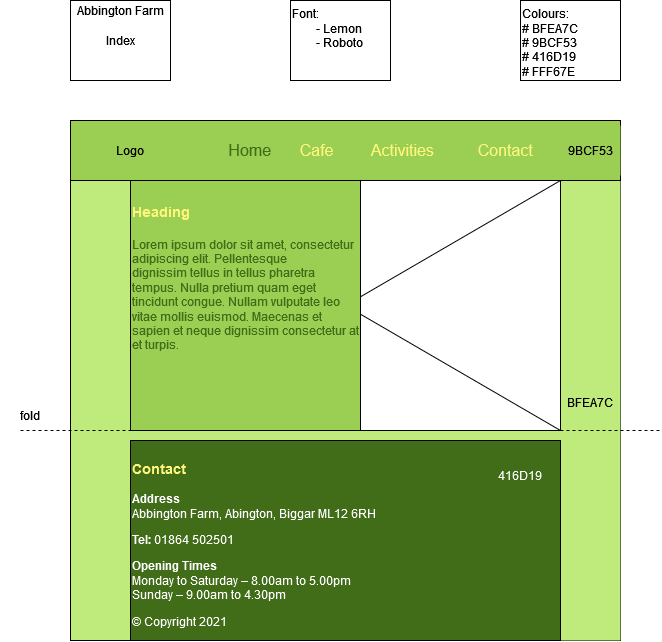 Abbington Farm
Index
Font:
- Lemon
- Roboto
Colours:
# BFEA7C
# 9BCF53
# 416D19
# FFF67E
Logo
Home
Cafe
Activities
Contact
9BCF53
Heading
Lorem ipsum dolor sit amet, consectetur
adipiscing elit. Pellentesque
dignissim tellus in tellus pharetra
tempus. Nulla pretium quam eget
tincidunt congue. Nullam vulputate leo
vitae mollis euismod. Maecenas et
sapien et neque dignissim consectetur at
et turpis.
BFEA7C
fold
Contact
416D19
Address
Abbington Farm, Abington, Biggar ML12 6RH
Tel: 01864 502501
Opening Times
Monday to Saturday – 8.00am to 5.00pm
Sunday – 9.00am to 4.30pm
© Copyright 2021